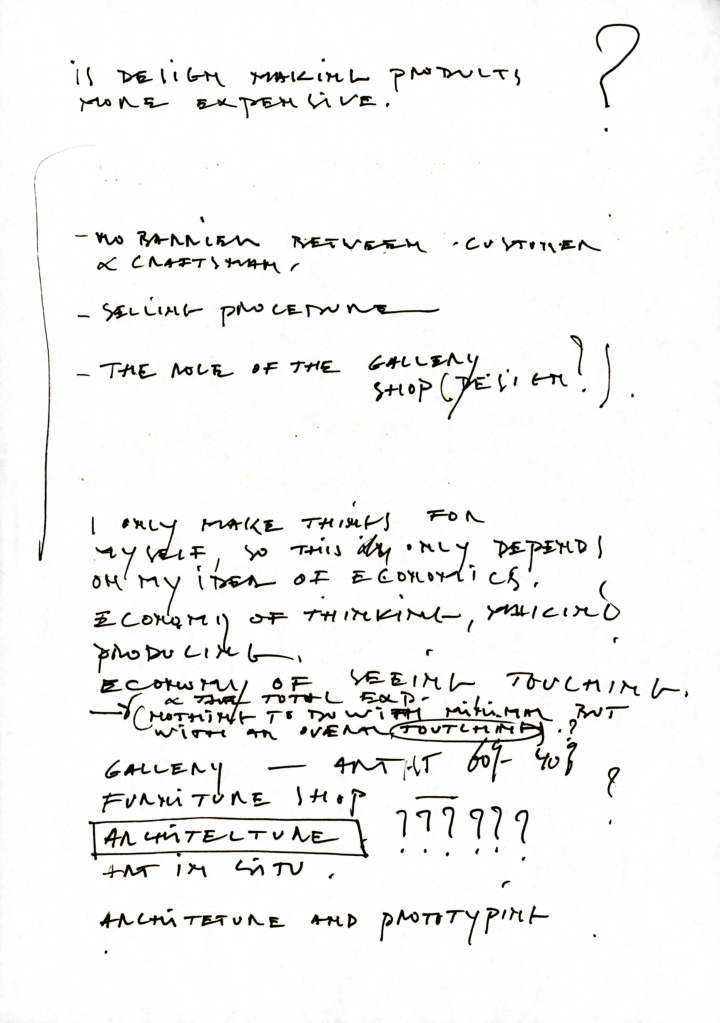 IS DESIGN MAKING PRODUCTS ?
MORE EXPENSIVE.
- NO BARRIER BETWEEN CUSTOMER
& CRAFTSMAN.
- SELLING PROCEDURE
- THE ROLE OF THE GALLERY
SHOP (DESIGN?).
I ONLY MAKE THINGS FOR
MYSELF, SO THIS ONLY DEPENDS
ON MY IDEA OF ECONOMICS.
ECONOMY OF THINKING, MAKING
PRODUCING.
ECONOMY OF SEEING TOUCHING.
& THE TOTAL EXP.
(NOTHING TO DO WITH MINIMAL BUT
WITH AN OVERAL TOUTCHING).?
GALLERY — ARTIST 60%- 40%
FURNITURE SHOP ?
ARCHITECTURE ??????
ART IN SITU.
ARCHITETURE AND PROTOTYPING